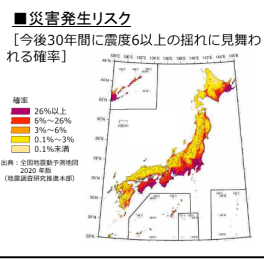 ■災害発生リスク
［今後30年間に震度6以上の揺れに見舞わ
れる確率］
確率
26%以上
6%～26%
3%～6%
0.1%～3%
0.1%未満
出典：全国地震動予測地図
2020 年版
（地震調査研究推進本部）